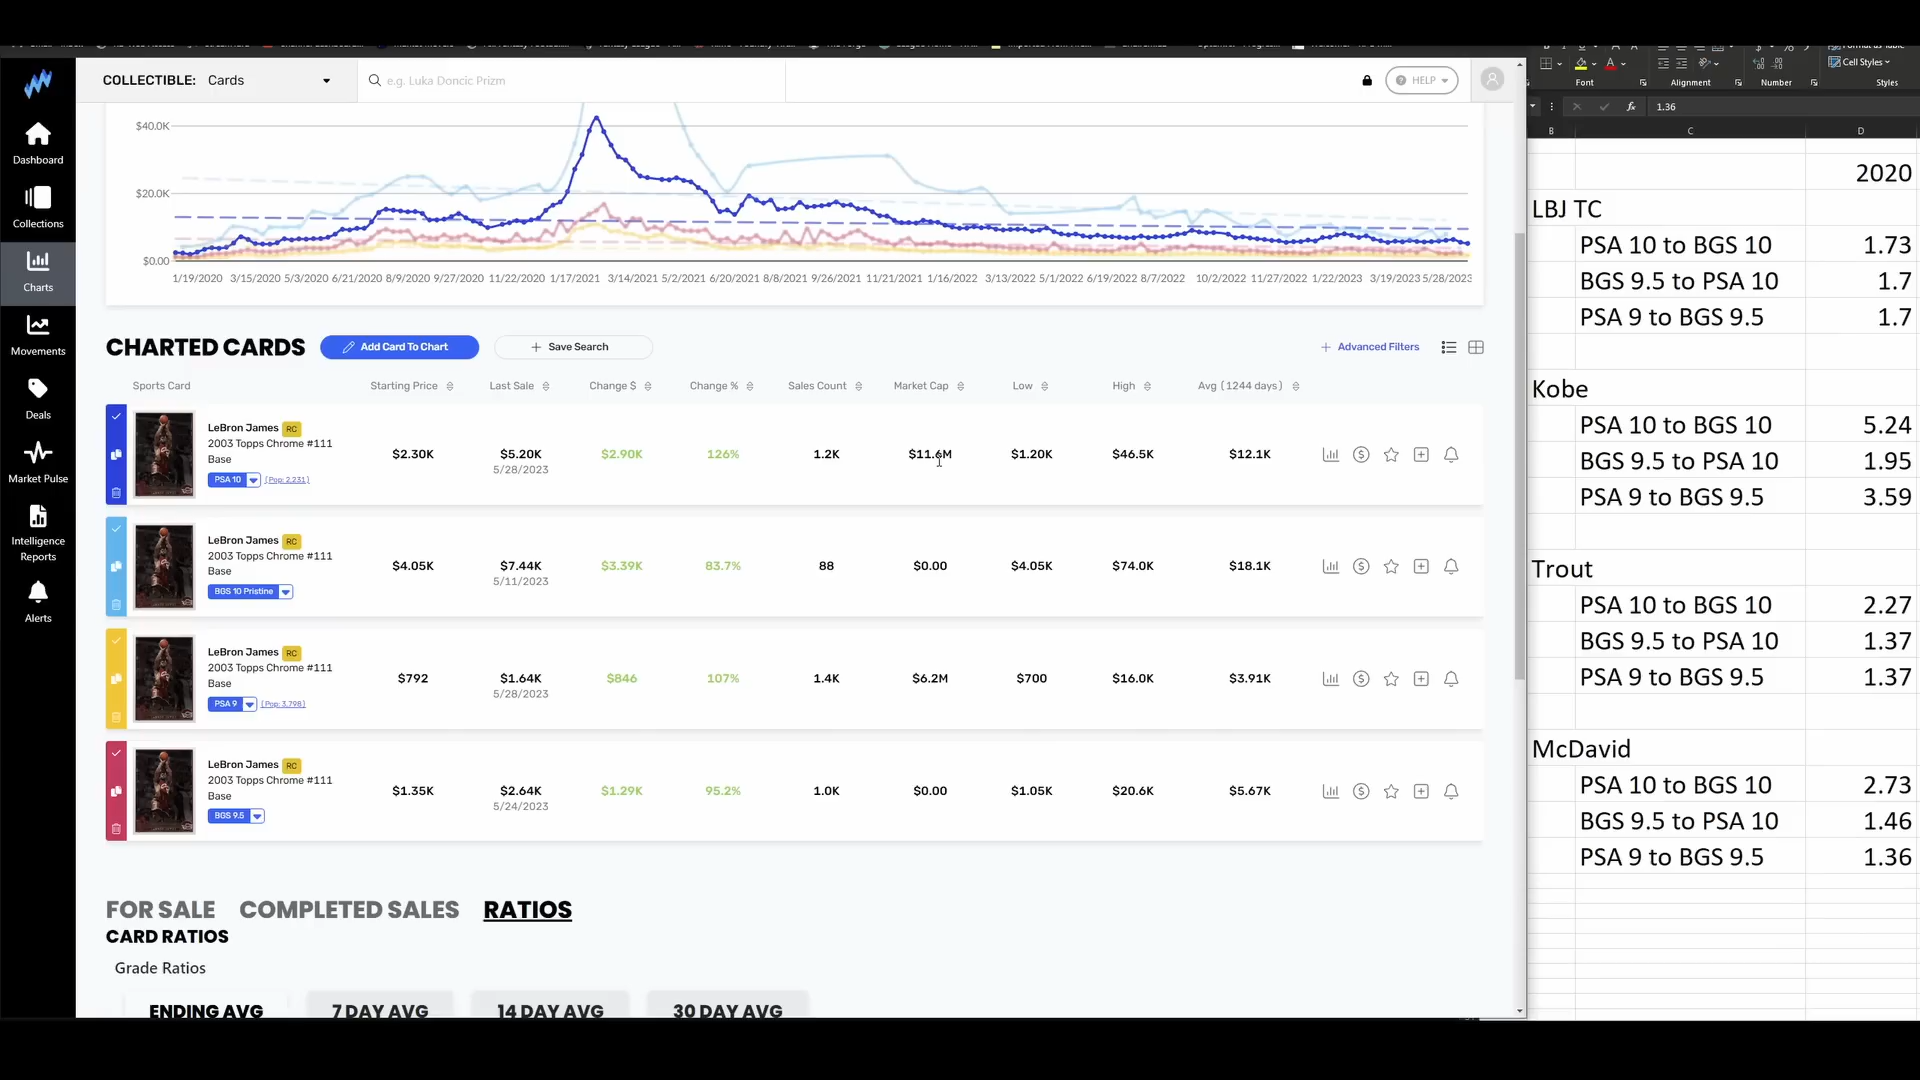 COLLECTIBLE: Cards
e.g. Luka Doncic Prizm
HELP
Dashboard
Collections
Charts
Movements
Deals
Market Pulse
Intelligence
Reports
Alerts
$40.0K
$20.0K
$0.00
1/19/2020 3/15/2020 5/3/2020 6/21/2020 8/9/2020 9/27/2020 11/22/2020 1/17/2021 3/14/2021 5/2/2021 6/20/2021 8/8/2021 9/26/2021 11/21/2021 1/16/2022 3/13/2022 5/1/2022 6/19/2022 8/7/2022 10/2/2022 11/27/2022 1/22/2023 3/19/2023 5/28/2023
CHARTED CARDS
Add Card To Chart
Save Search
Advanced Filters
Sports Card Starting Price Last Sale Change $ Change % Sales Count Market Cap Low High Avg (1244 days)
LeBron James RC
2003 Topps Chrome #111
Base
PSA 10 (Pop: 2,231)
$2.30K $5.20K $2.90K 126% 1.2K $11.6M $1.20K $46.5K $12.1K
5/28/2023
LeBron James RC
2003 Topps Chrome #111
Base
BGS 10 Pristine
$4.05K $7.44K $3.39K 83.7% 88 $0.00 $4.05K $74.0K $18.1K
5/11/2023
LeBron James RC
2003 Topps Chrome #111
Base
PSA 9 (Pop: 3,798)
$792 $1.64K $846 107% 1.4K $6.2M $700 $16.0K $3.91K
5/28/2023
LeBron James RC
2003 Topps Chrome #111
Base
BGS 9.5
$1.35K $2.64K $1.29K 95.2% 1.0K $0.00 $1.05K $20.6K $5.67K
5/24/2023
FOR SALE COMPLETED SALES RATIOS
CARD RATIOS
Grade Ratios
ENDING AVG 7 DAY AVG 14 DAY AVG 30 DAY AVG
Cell Styles
Font Alignment Number Styles
fx 1.36
B C D
2020
LBJ TC
PSA 10 to BGS 10 1.73
BGS 9.5 to PSA 10 1.7
PSA 9 to BGS 9.5 1.7
Kobe
PSA 10 to BGS 10 5.24
BGS 9.5 to PSA 10 1.95
PSA 9 to BGS 9.5 3.59
Trout
PSA 10 to BGS 10 2.27
BGS 9.5 to PSA 10 1.37
PSA 9 to BGS 9.5 1.37
McDavid
PSA 10 to BGS 10 2.73
BGS 9.5 to PSA 10 1.46
PSA 9 to BGS 9.5 1.36